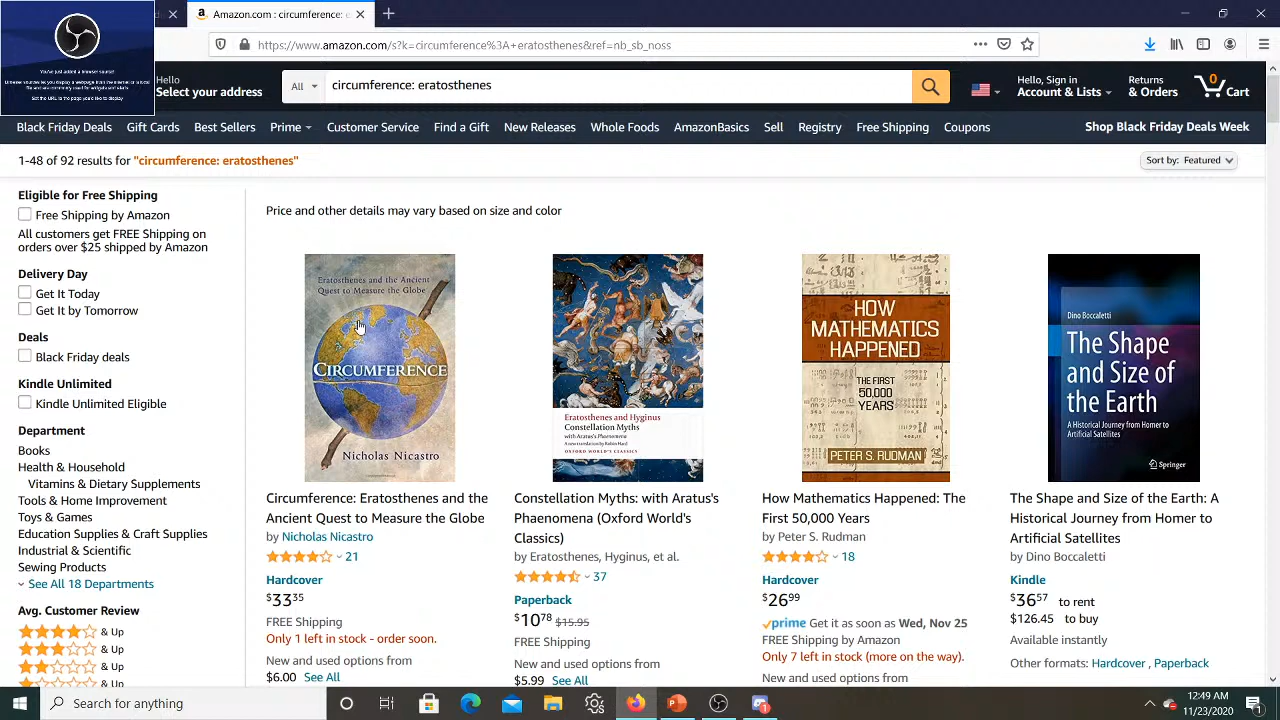 Amazon.com : circumference: e
https://www.amazon.com/s?k=circumference%3A+eratosthenes&ref=nb_sb_noss
You've just added a browser source!
Hello
Select your address
All
circumference: eratosthenes
Hello, Sign in
Account & Lists
Returns
& Orders
0
Cart
Black Friday Deals
Gift Cards
Best Sellers
Prime
Customer Service
Find a Gift
New Releases
Whole Foods
AmazonBasics
Sell
Registry
Free Shipping
Coupons
Shop Black Friday Deals Week
1-48 of 92 results for "circumference: eratosthenes"
Sort by: Featured
Eligible for Free Shipping
Free Shipping by Amazon
All customers get FREE Shipping on
orders over $25 shipped by Amazon
Delivery Day
Get It Today
Get It by Tomorrow
Deals
Black Friday deals
Kindle Unlimited
Kindle Unlimited Eligible
Department
Books
Health & Household
Vitamins & Dietary Supplements
Tools & Home Improvement
Toys & Games
Education Supplies & Craft Supplies
Industrial & Scientific
Sewing Products
See All 18 Departments
Avg. Customer Review
& Up
& Up
& Up
& Up
Price and other details may vary based on size and color
Eratosthenes and the Ancient
Quest to Measure the Globe
CIRCUMFERENCE
Nicholas Nicastro
Circumference: Eratosthenes and the
Ancient Quest to Measure the Globe
by Nicholas Nicastro
21
Hardcover
$33.35
FREE Shipping
Only 1 left in stock - order soon.
New and used options from
$6.00 See All
Eratosthenes and Hyginus
Constellation Myths
with Aratus's Phaenomena
A new translation by Robin Hard
OXFORD WORLD'S CLASSICS
Constellation Myths: with Aratus's
Phaenomena (Oxford World's
Classics)
by Eratosthenes, Hyginus, et al.
37
Paperback
$10.78 $15.95
FREE Shipping
New and used options from
$5.99 See All
HOW
MATHEMATICS
HAPPENED
THE FIRST
50,000
YEARS
PETER S. RUDMAN
How Mathematics Happened: The
First 50,000 Years
by Peter S. Rudman
18
Hardcover
$26.99
prime Get it as soon as Wed, Nov 25
FREE Shipping by Amazon
Only 7 left in stock (more on the way).
New and used options from
Dino Boccaletti
The Shape
and Size of
the Earth
A Historical Journey from Homer to
Artificial Satellites
Springer
The Shape and Size of the Earth: A
Historical Journey from Homer to
Artificial Satellites
by Dino Boccaletti
Kindle
$36.57 to rent
$126.45 to buy
Available instantly
Other formats: Hardcover , Paperback
Search for anything
12:49 AM
11/23/2020